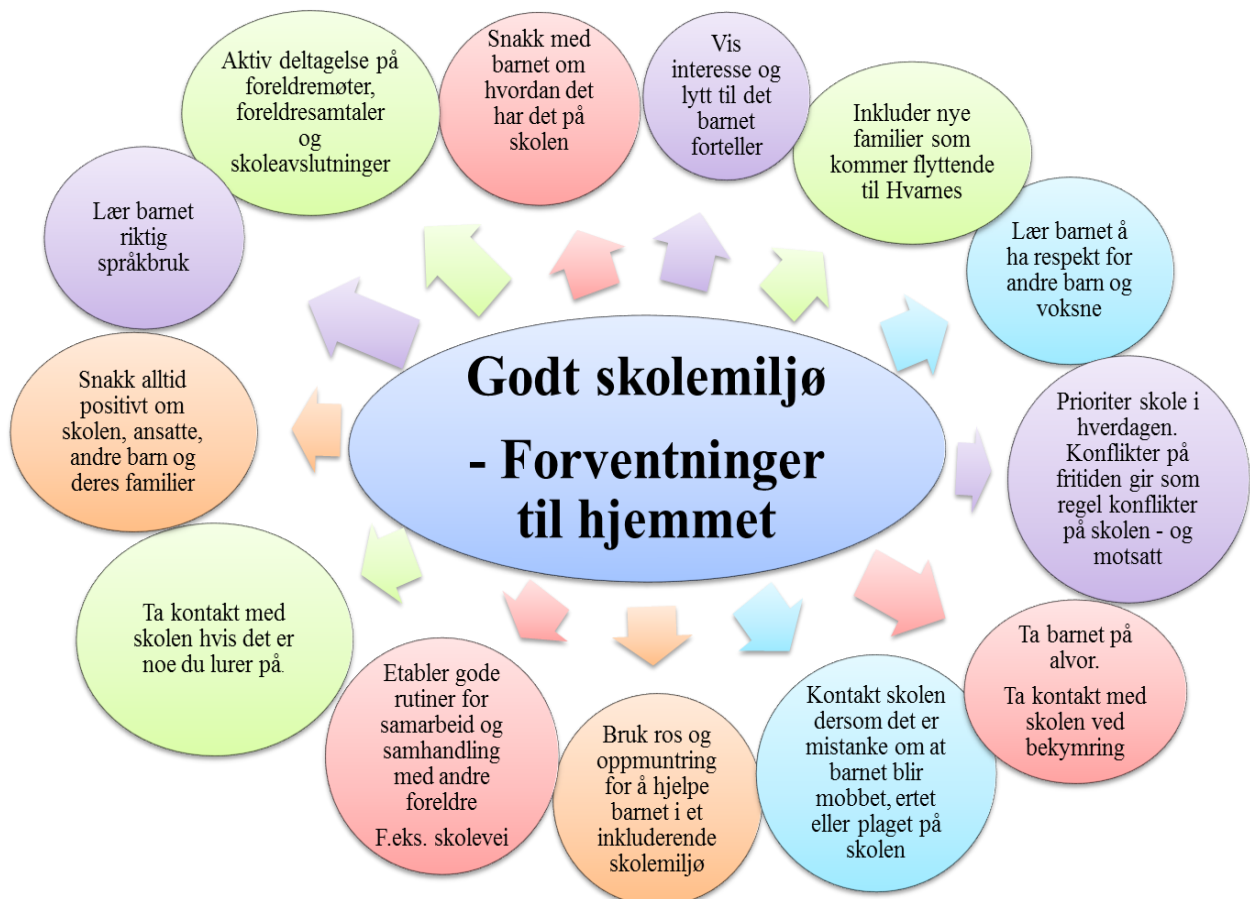 Godt skolemiljø
- Forventninger
til hjemmet
Snakk med
barnet om
hvordan det
har det på
skolen
Vis
interesse og
lytt til det
barnet
forteller
Inkluder nye
familier som
kommer flyttende
til Hvarnes
Lær barnet å
ha respekt for
andre barn og
voksne
Prioriter skole i
hverdagen.
Konflikter på
fritiden gir som
regel konflikter
på skolen - og
motsatt
Ta barnet på
alvor.
Ta kontakt med
skolen ved
bekymring
Kontakt skolen
dersom det er
mistanke om at
barnet blir
mobbet, ertet
eller plaget på
skolen
Bruk ros og
oppmuntring
for å hjelpe
barnet i et
inkluderende
skolemiljø
Etabler gode
rutiner for
samarbeid og
samhandling
med andre
foreldre
F.eks. skolevei
Ta kontakt med
skolen hvis det er
noe du lurer på.
Snakk alltid
positivt om
skolen, ansatte,
andre barn og
deres familier
Lær barnet
riktig
språkbruk
Aktiv deltagelse på
foreldremøter,
foreldresamtaler
og
skoleavslutninger